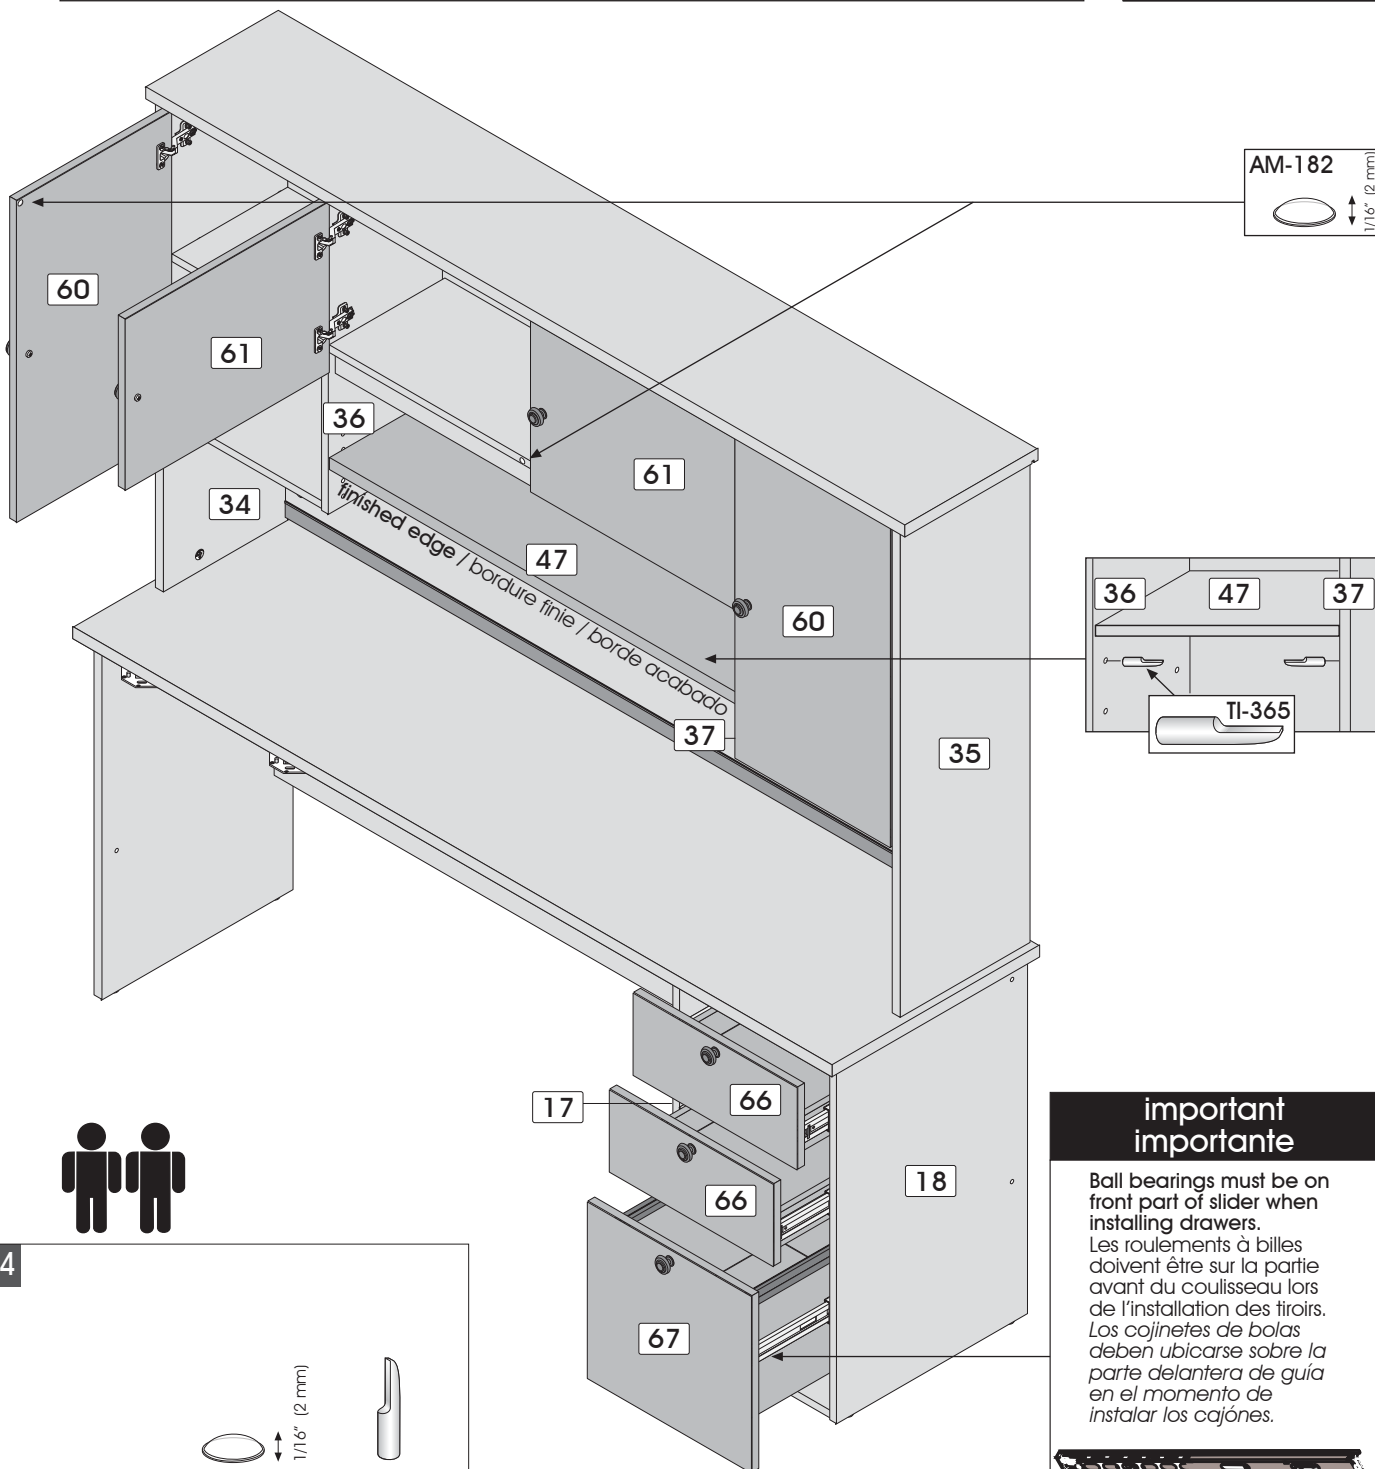 AM-182
1/16" (2 mm)
60
61
36
61
34
finished edge / bordure finie / borde acabado
47
60
36
47
37
TI-365
37
35
17
66
66
18
67
important
importante
Ball bearings must be on
front part of slider when
installing drawers.
Les roulements à billes
doivent être sur la partie
avant du coulisseau lors
de l'installation des tiroirs.
Los cojinetes de bolas
deben ubicarse sobre la
parte delantera de guía
en el momento de
instalar los cajónes.
4
1/16" (2 mm)